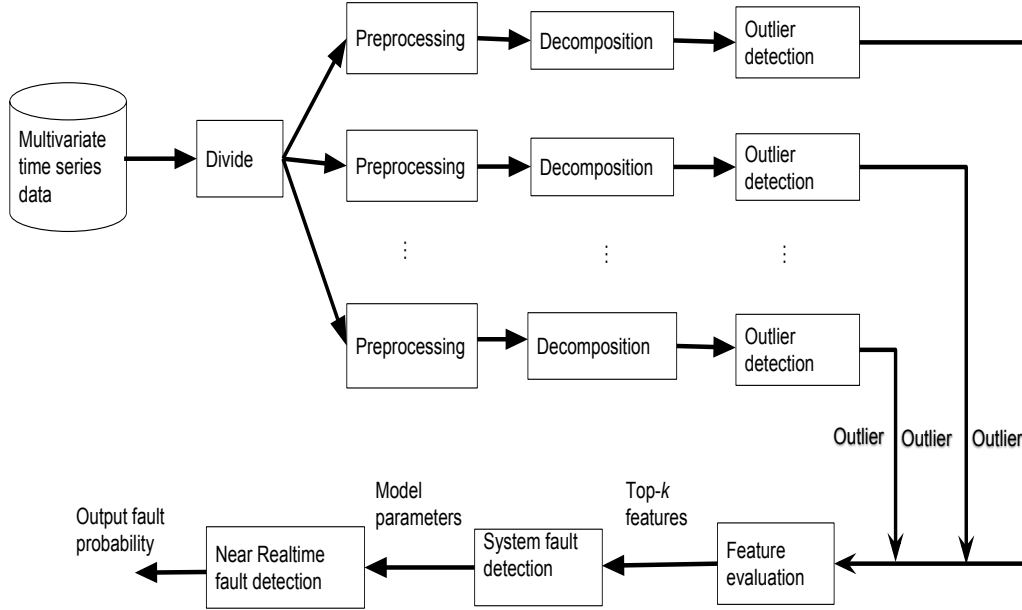 Preprocessing
Decomposition
Outlier
detection
Multivariate
time series
data
Divide
Preprocessing
Decomposition
Outlier
detection
Preprocessing
Decomposition
Outlier
detection
Outlier
Outlier
Outlier
Output fault
probability
Near Realtime
fault detection
Model
parameters
System fault
detection
Top-k
features
Feature
evaluation